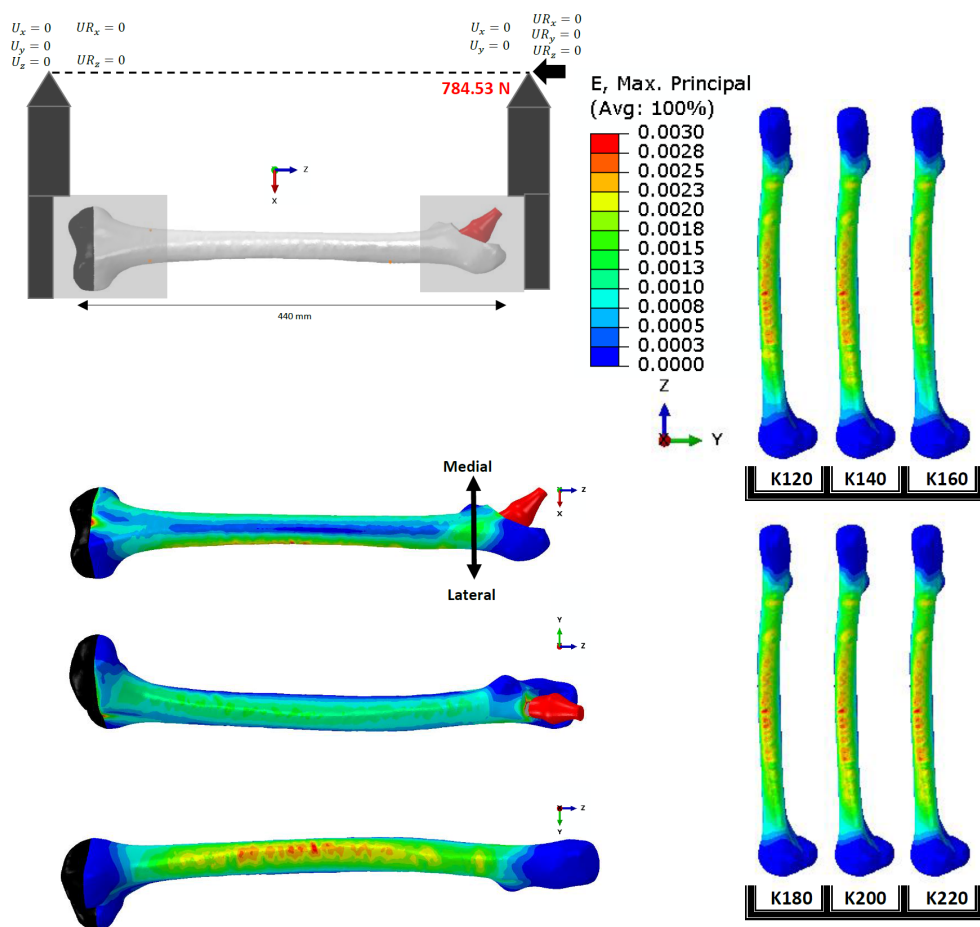 U_x = 0 UR_x = 0
U_y = 0
U_z = 0 UR_z = 0
U_x = 0 UR_x = 0
U_y = 0 UR_y = 0
UR_z = 0
784.53 N
Z
X
440 mm
E, Max. Principal
(Avg: 100%)
0.0030
0.0028
0.0025
0.0023
0.0020
0.0018
0.0015
0.0013
0.0010
0.0008
0.0005
0.0003
0.0000
Z
X Y
K120 K140 K160
Medial
Z
X
Lateral
Y
Z
Z
Y
K180 K200 K220